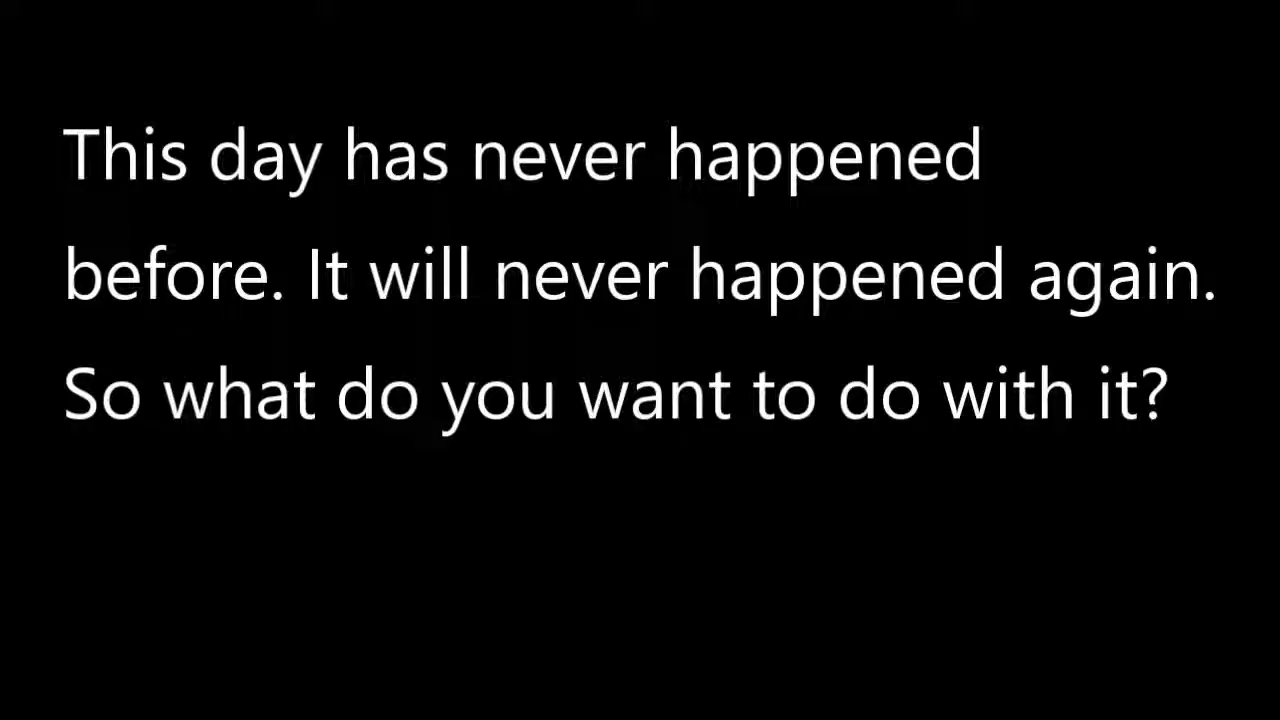 This day has never happened
before. It will never happened again.
So what do you want to do with it?